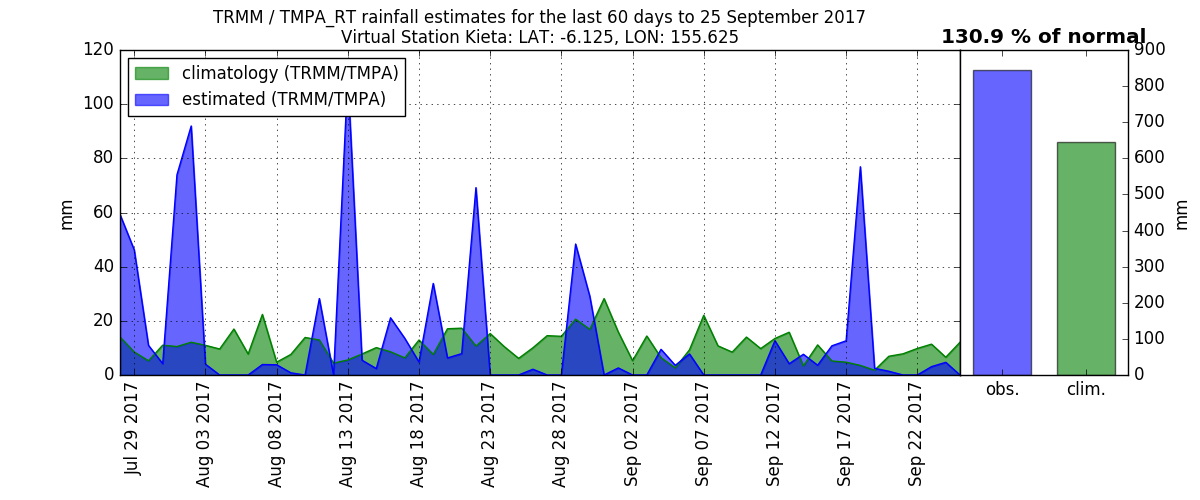 TRMM / TMPA_RT rainfall estimates for the last 60 days to 25 September 2017
Virtual Station Kieta: LAT: -6.125, LON: 155.625
130.9 % of normal
climatology (TRMM/TMPA)
estimated (TRMM/TMPA)
mm
120
100
80
60
40
20
0
Jul 29 2017
Aug 03 2017
Aug 08 2017
Aug 13 2017
Aug 18 2017
Aug 23 2017
Aug 28 2017
Sep 02 2017
Sep 07 2017
Sep 12 2017
Sep 17 2017
Sep 22 2017
obs.
clim.
900
800
700
600
500
400
300
200
100
0
mm